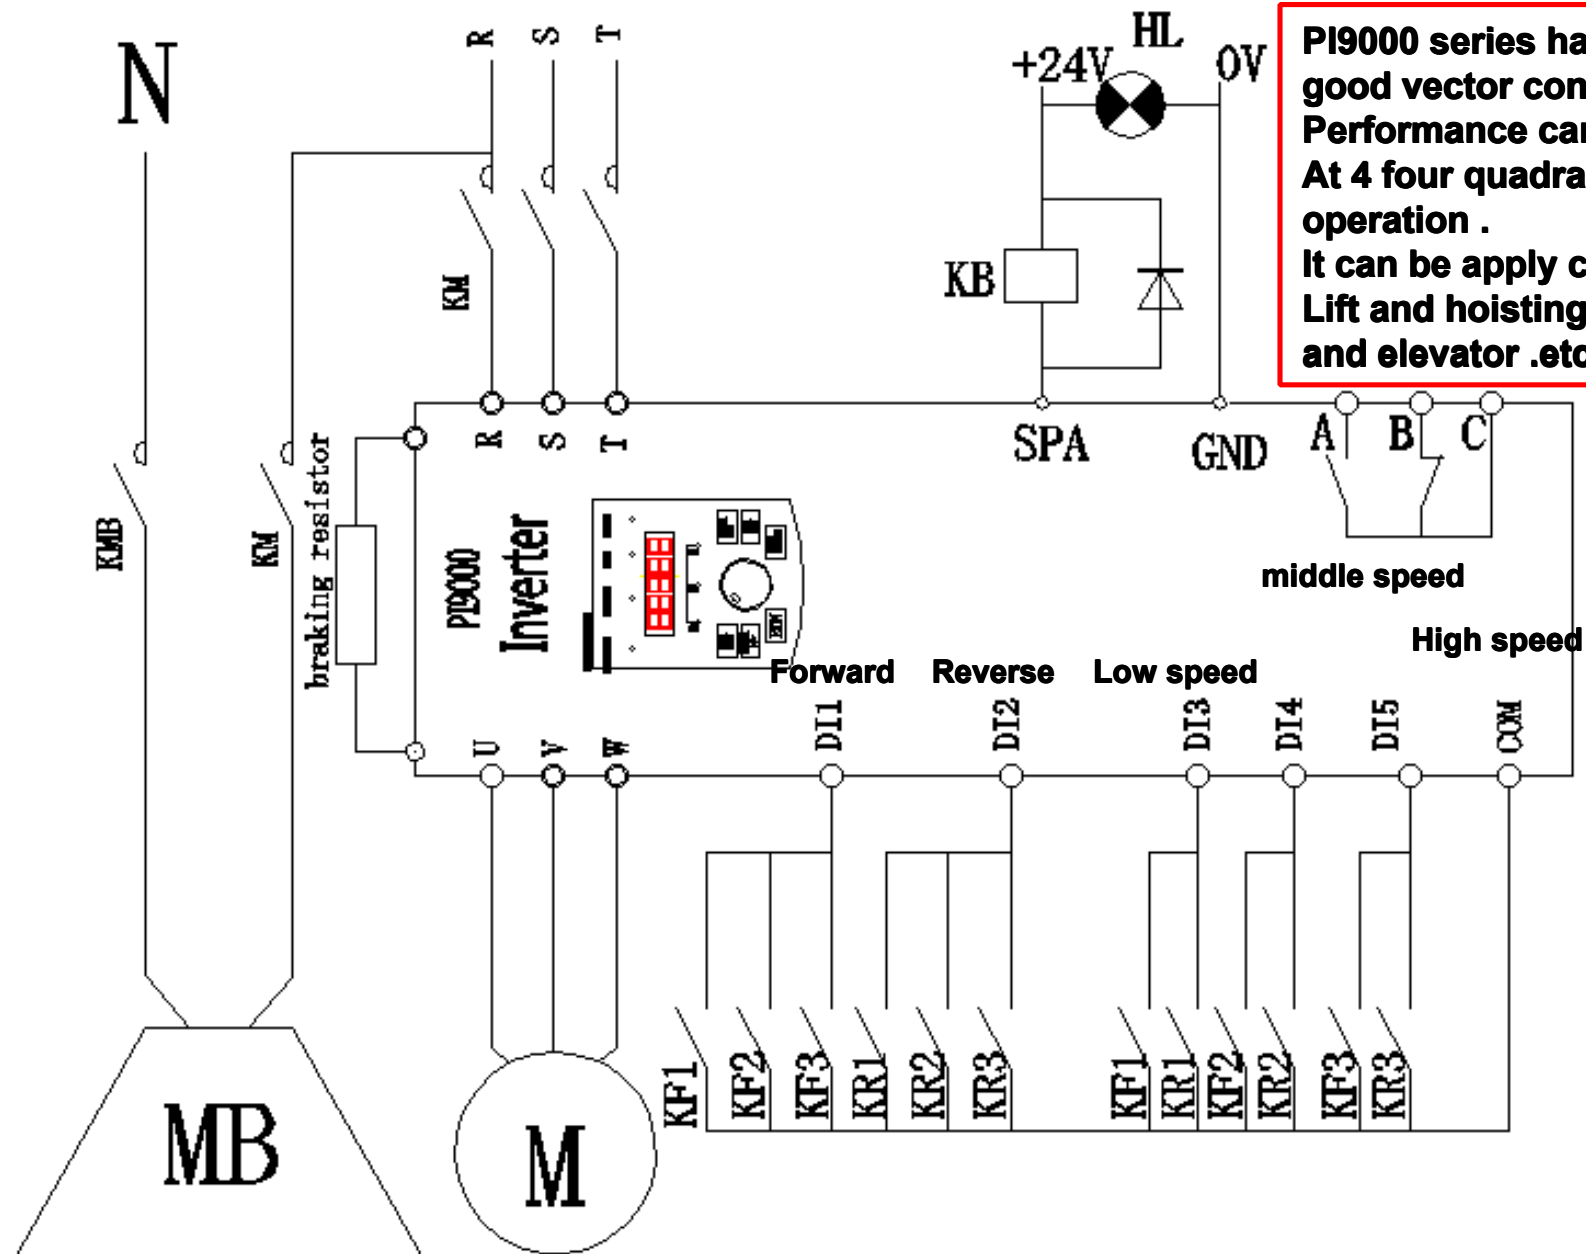 N
R
S
T
HL
+24V
0V
PI9000 series ha
good vector con
Performance can
At 4 four quadra
operation .
It can be apply c
Lift and hoisting
and elevator .etc
KM
KB
R
S
T
SPA
GND
A
B
C
KMB
KM
braking resistor
PI9000
Inverter
middle speed
High speed
Forward
Reverse
Low speed
U
V
W
DI1
DI2
DI3
DI4
DI5
COM
KF1
KF2
KF3
KR1
KR2
KR3
KF1
KR1
KF2
KR2
KF3
KR3
MB
M